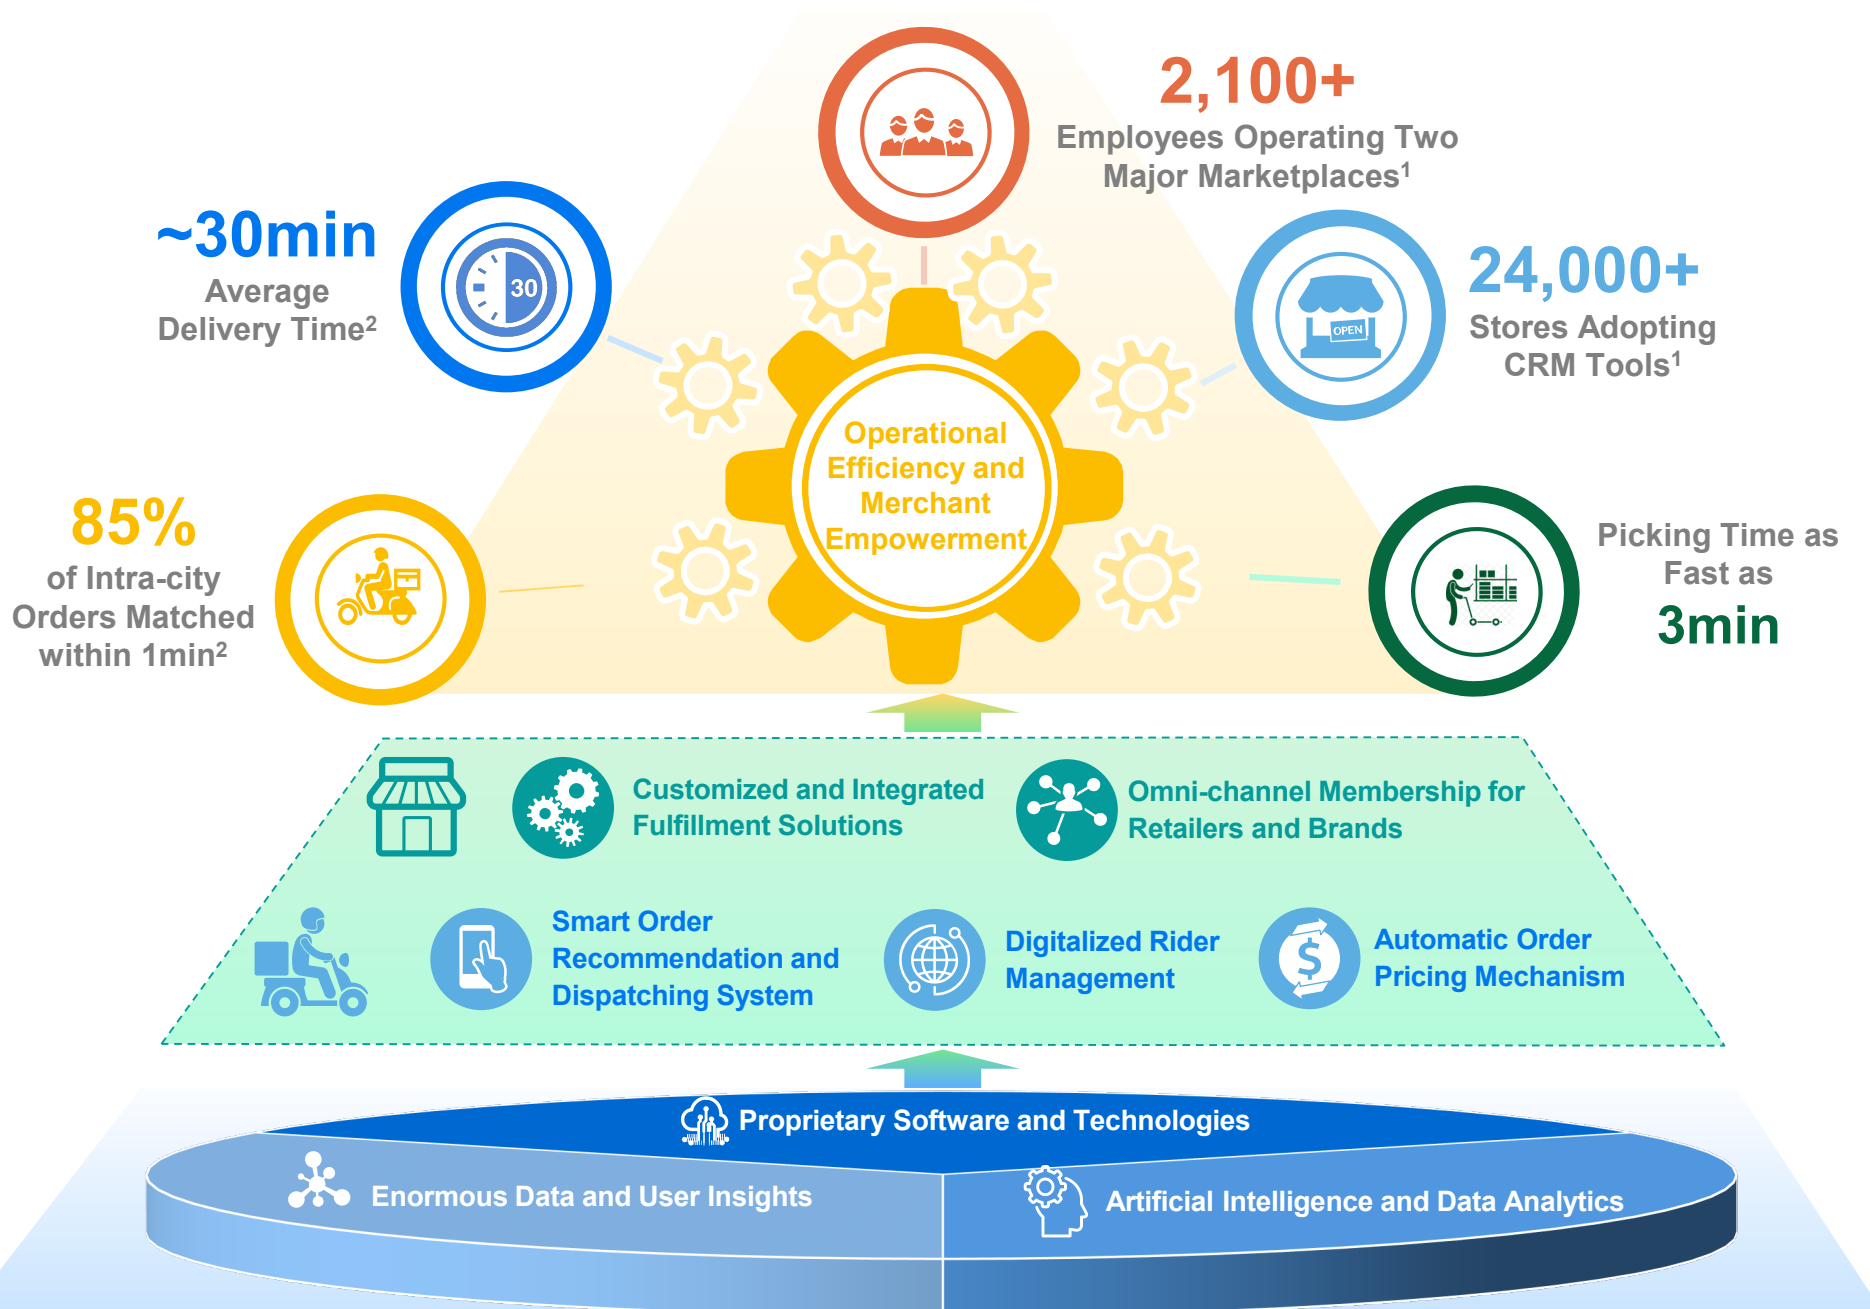 2,100+
Employees Operating Two
Major Marketplaces¹
~30min
Average
Delivery Time²
30
24,000+
Stores Adopting
CRM Tools¹
OPEN
Operational
Efficiency and
Merchant
Empowerment
85%
of Intra-city
Orders Matched
within 1min²
Picking Time as
Fast as
3min
Customized and Integrated
Fulfillment Solutions
Omni-channel Membership for
Retailers and Brands
Smart Order
Recommendation and
Dispatching System
Digitalized Rider
Management
$
Automatic Order
Pricing Mechanism
Proprietary Software and Technologies
Enormous Data and User Insights
Artificial Intelligence and Data Analytics